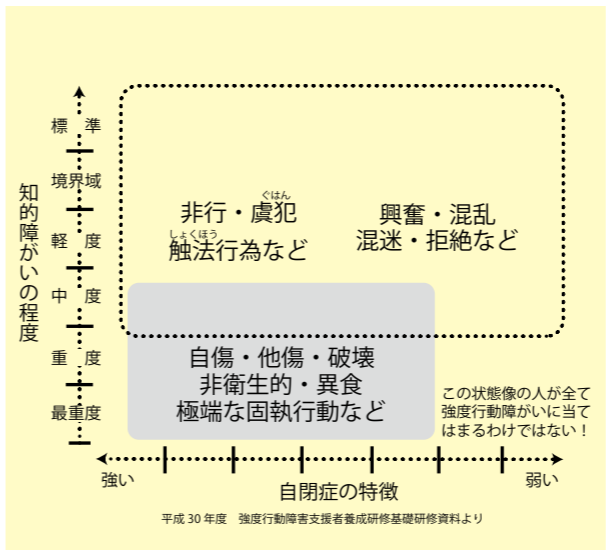 標　準
境界域
軽　度
中　度
重　度
最重度
知的障がいの程度
ぐはん
非行・虞犯
しょくほう
触法行為など
興奮・混乱
混迷・拒絶など
自傷・他傷・破壊
非衛生的・異食
極端な固執行動など
この状態像の人が全て
強度行動障がいに当て
はまるわけではない！
強い
弱い
自閉症の特徴
平成 30 年度　強度行動障害支援者養成研修基礎研修資料より